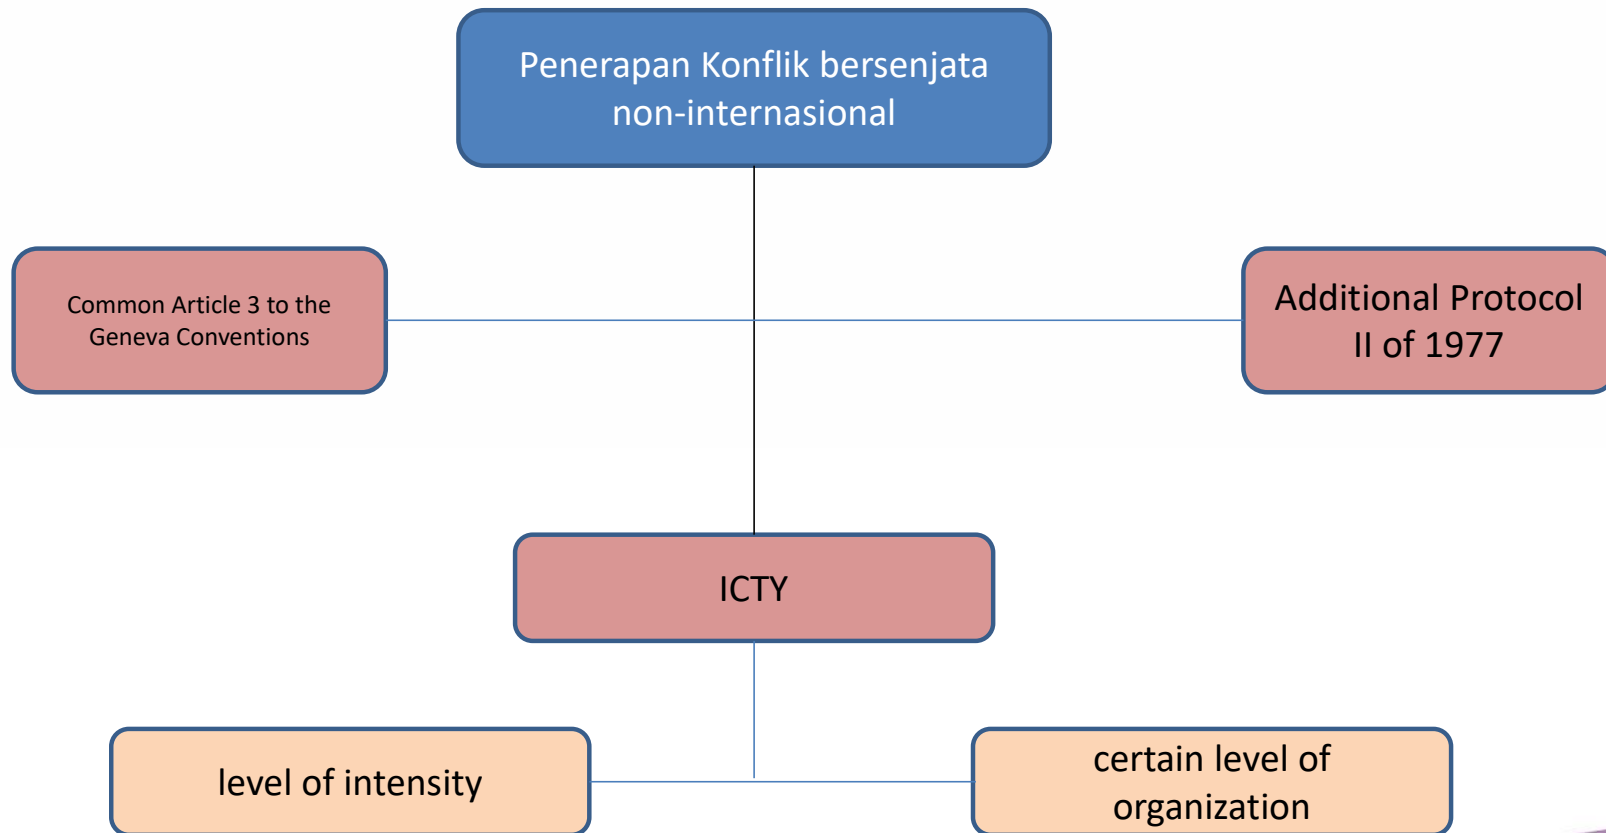 Penerapan Konflik bersenjata
non-internasional
Common Article 3 to the
Geneva Conventions
Additional Protocol
II of 1977
ICTY
level of intensity
certain level of
organization